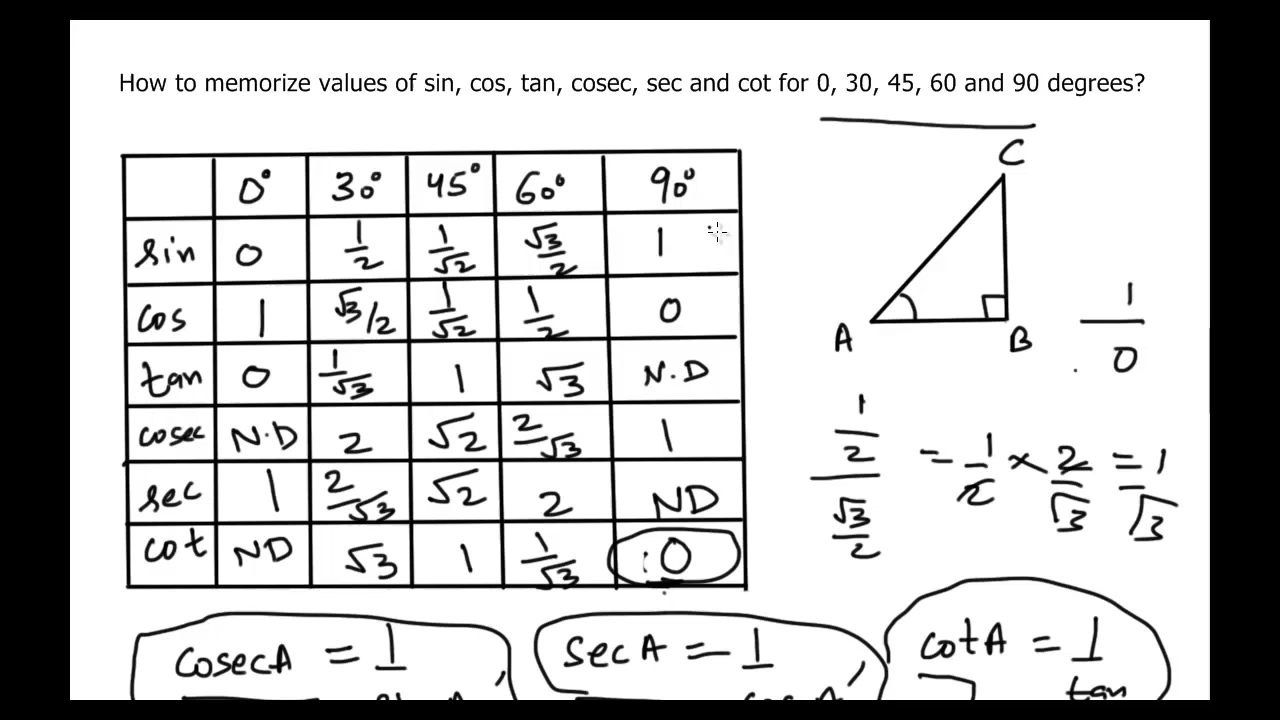 How to memorize values of sin, cos, tan, cosec, sec and cot for 0, 30, 45, 60 and 90 degrees?
0° 30° 45° 60° 90°
sin 0 1/2 1/√2 √3/2 1
cos 1 √3/2 1/√2 1/2 0
tan 0 1/√3 1 √3 N.D
cosec N.D 2 √2 2/√3 1
sec 1 2/√3 √2 2 ND
cot ND √3 1 1/√3 0
C
A
B
1/0
1/2 / √3/2 = 1/2 × 2/√3 = 1/√3
cosecA = 1
secA = 1
cotA = 1
tan